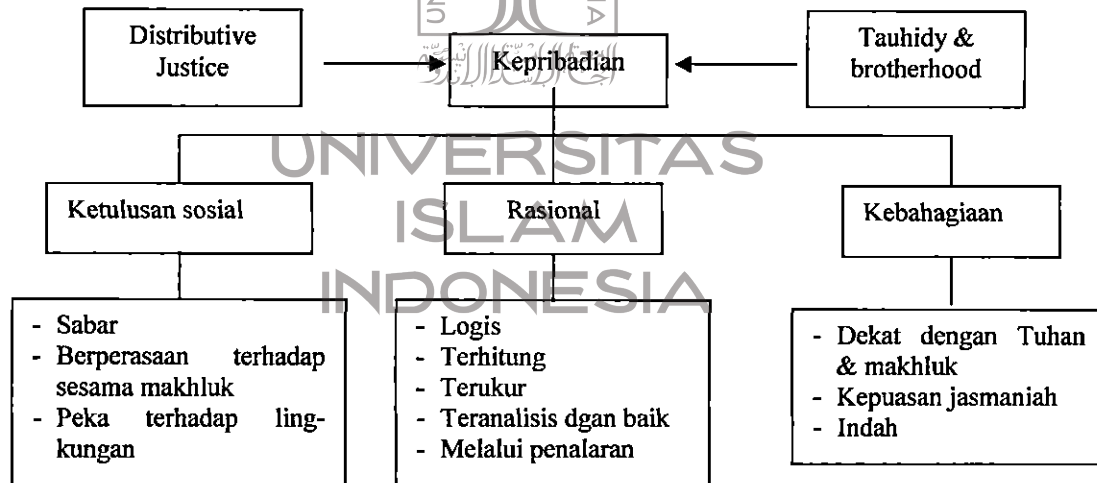 Distributive
Justice
Kepribadian
Tauhidy &
brotherhood
UNIVERSITAS
ISLAM
INDONESIA
Ketulusan sosial
Rasional
Kebahagiaan
- Sabar
- Berperasaan terhadap
sesama makhluk
- Peka terhadap ling-
kungan
- Logis
- Terhitung
- Terukur
- Teranalisis dgan baik
- Melalui penalaran
- Dekat dengan Tuhan
& makhluk
- Kepuasan jasmaniah
- Indah